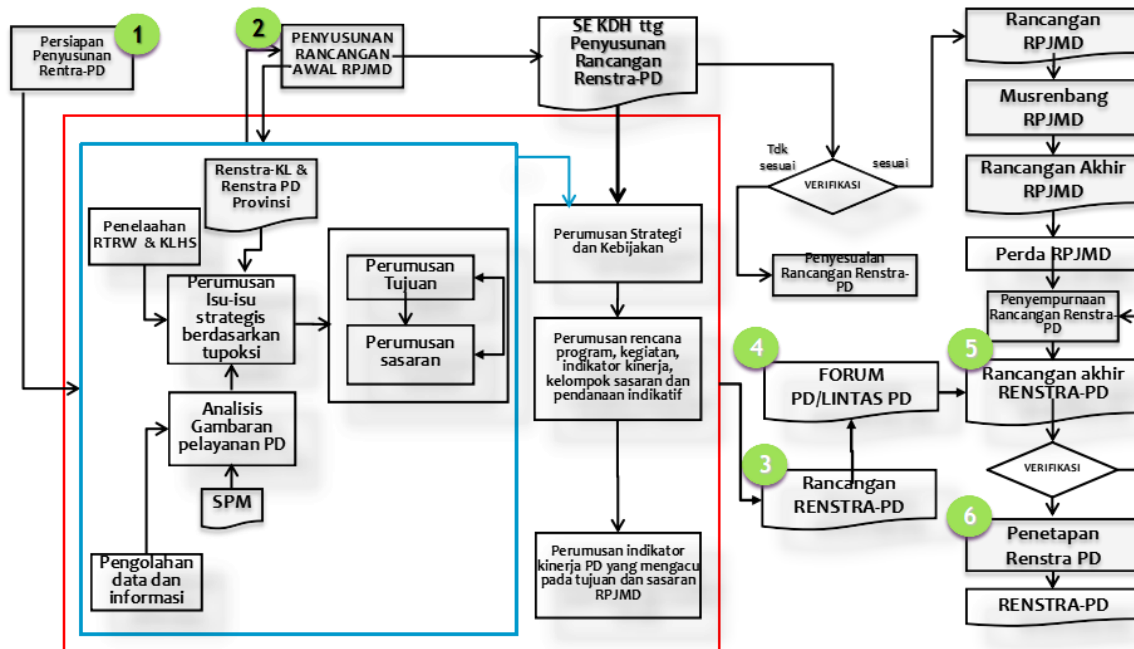 1
Persiapan
Penyusunan
Rentra-PD
2
PENYUSUNAN
RANCANGAN
AWAL RPJMD
SE KDH ttg
Penyusunan
Rancangan
Renstra-PD
Rancangan
RPJMD
Musrenbang
RPJMD
Rancangan Akhir
RPJMD
Perda RPJMD
Penyempurnaan
Rancangan Renstra-
PD
Tdk
sesuai
sesuai
VERIFIKASI
Penyesuaian
Rancangan Renstra-
PD
Renstra-KL &
Renstra PD
Provinsi
Penelaahan
RTRW & KLHS
Perumusan
Isu-isu
strategis
berdasarkan
tupoksi
Perumusan
Tujuan
Perumusan
sasaran
Analisis
Gambaran
pelayanan PD
SPM
Pengolahan
data dan
informasi
Perumusan Strategi
dan Kebijakan
Perumusan rencana
program, kegiatan,
indikator kinerja,
kelompok sasaran dan
pendanaan indikatif
Perumusan indikator
kinerja PD yang mengacu
pada tujuan dan sasaran
RPJMD
3
Rancangan
RENSTRA-PD
4
FORUM
PD/LINTAS PD
5
Rancangan akhir
RENSTRA-PD
VERIFIKASI
6
Penetapan
Renstra PD
RENSTRA-PD